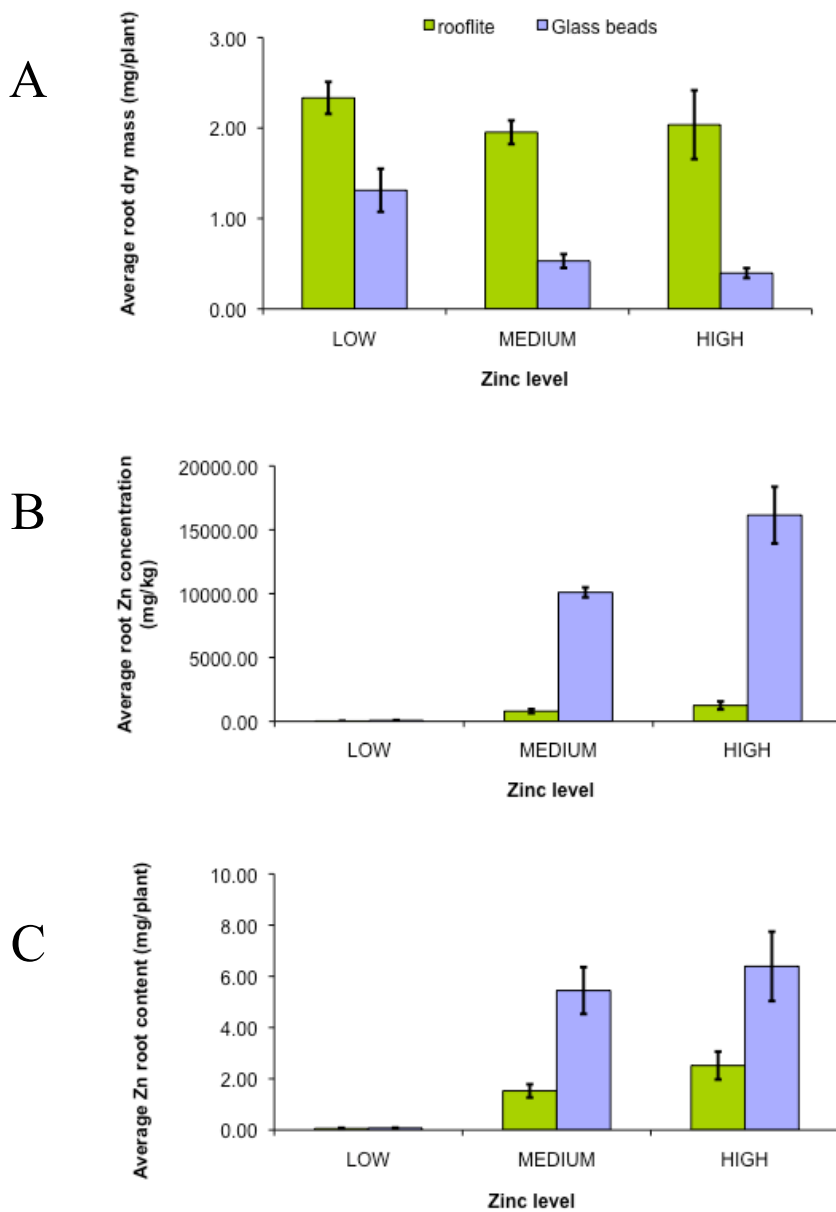 rooflite Glass beads
A
Average root dry mass (mg/plant)
3.00
2.00
1.00
0.00
LOW MEDIUM HIGH
Zinc level
B
Average root Zn concentration
(mg/kg)
20000.00
15000.00
10000.00
5000.00
0.00
LOW MEDIUM HIGH
Zinc level
C
Average Zn root content (mg/plant)
10.00
8.00
6.00
4.00
2.00
0.00
LOW MEDIUM HIGH
Zinc level